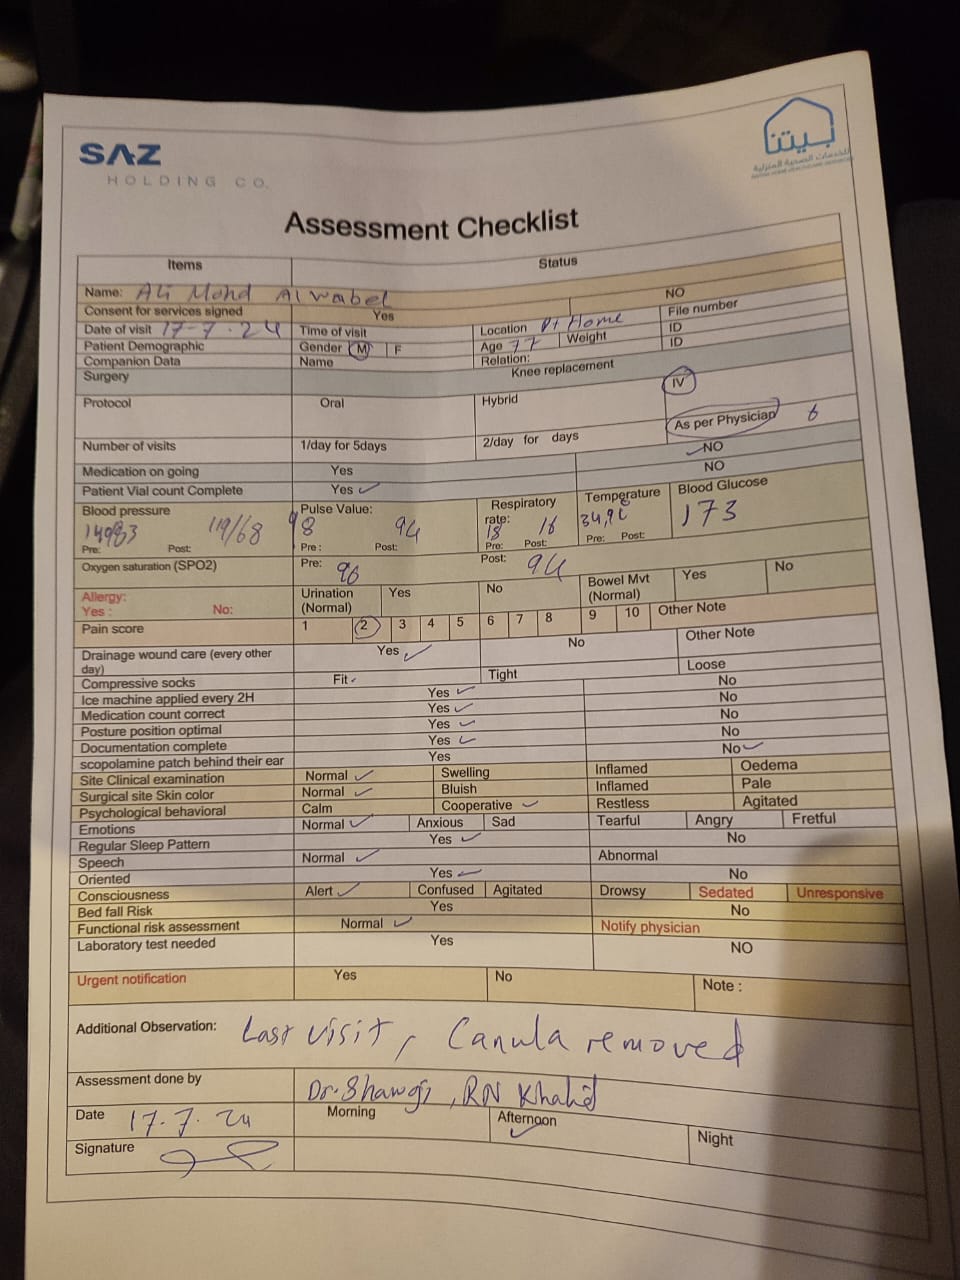 SAZ
HOLDING CO.
بيتنا
للخدمات الصحية المنزلية
Assessment Checklist
Items Status
Name: Ali Mohd Alwabel
Consent for services signed Yes NO
Date of visit 17-7-24 Time of visit Location Pt Home File number
Patient Demographic Gender M F Age 77 Weight ID
Companion Data Name Relation: ID
Surgery Knee replacement
Protocol Oral Hybrid IV
Number of visits 1/day for 5days 2/day for days As per Physician 6
Medication on going Yes NO
Patient Vial count Complete Yes NO
Blood pressure Pulse Value: Respiratory rate: Temperature Blood Glucose
119/68 98 94 18 16 173
Pre: Post: Pre: Post: Pre: Post: Pre: Post:
Oxygen saturation (SPO2) Pre: 96 Post: 94
Allergy: Yes: No: Urination (Normal) Yes No Bowel Mvt (Normal) Yes No
Pain score 1 2 3 4 5 6 7 8 9 10 Other Note
Drainage wound care (every other day) Yes No Other Note
Compressive socks Fit Tight Loose
Ice machine applied every 2H Yes No
Medication count correct Yes No
Posture position optimal Yes No
Documentation complete Yes No
scopolamine patch behind their ear Yes No
Site Clinical examination Normal Swelling Inflamed Oedema
Surgical site Skin color Normal Bluish Inflamed Pale
Psychological behavioral Calm Cooperative Restless Agitated
Emotions Normal Anxious Sad Tearful Angry Fretful
Regular Sleep Pattern Yes No
Speech Normal Abnormal
Oriented Yes No
Consciousness Alert Confused Agitated Drowsy Sedated Unresponsive
Bed fall Risk Yes No
Functional risk assessment Normal Notify physician
Laboratory test needed Yes NO
Urgent notification Yes No Note :
Additional Observation: Last visit, Canula removed
Assessment done by Dr. , RN Khalid
Date 17.7.24 Morning Afternoon Night
Signature